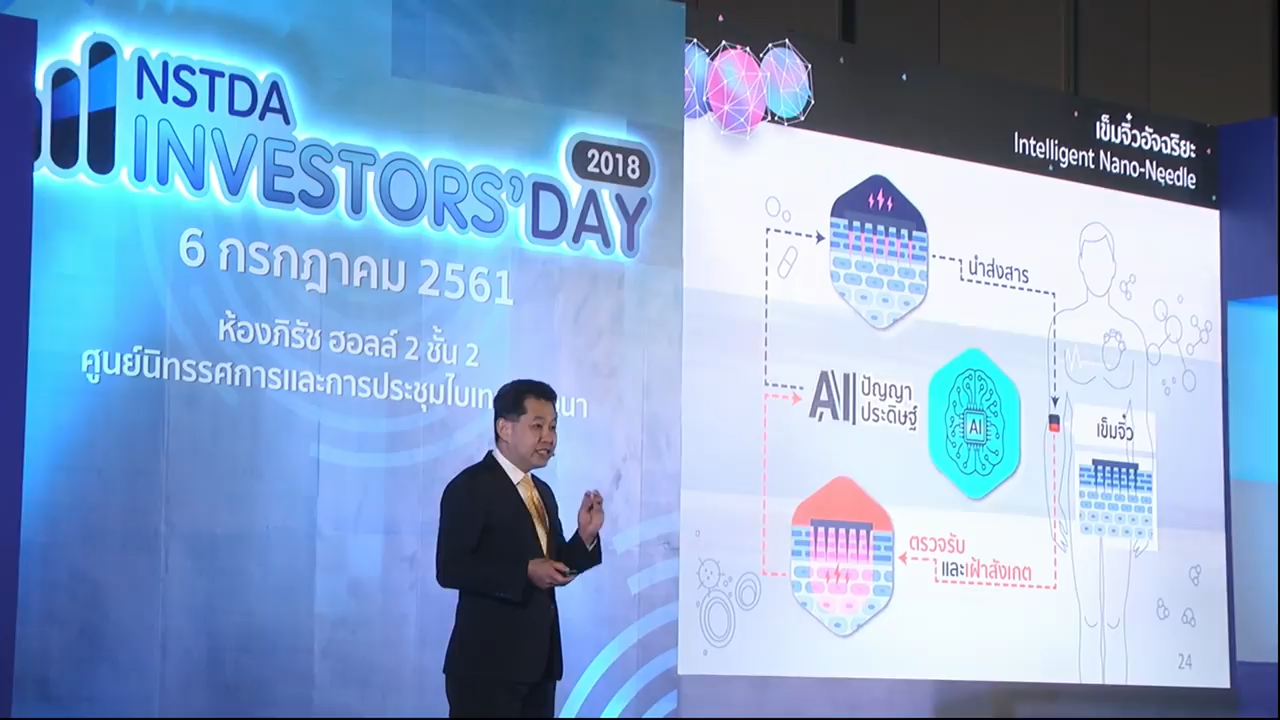 NSTDA
INVESTORS' DAY
2018
6 กรกฎาคม 2561
ห้องภิรัช ฮอลล์ 2 ชั้น 2
ศูนย์นิทรรศการและการประชุมไบเท
นา
เข็มจิ๋วอัจฉริยะ
Intelligent Nano-Needle
นำส่งสาร
AI ปัญญา
ประดิษฐ์
AI
เข็มจิ๋ว
ตรวจรับ
และเฝ้าสังเกต
24